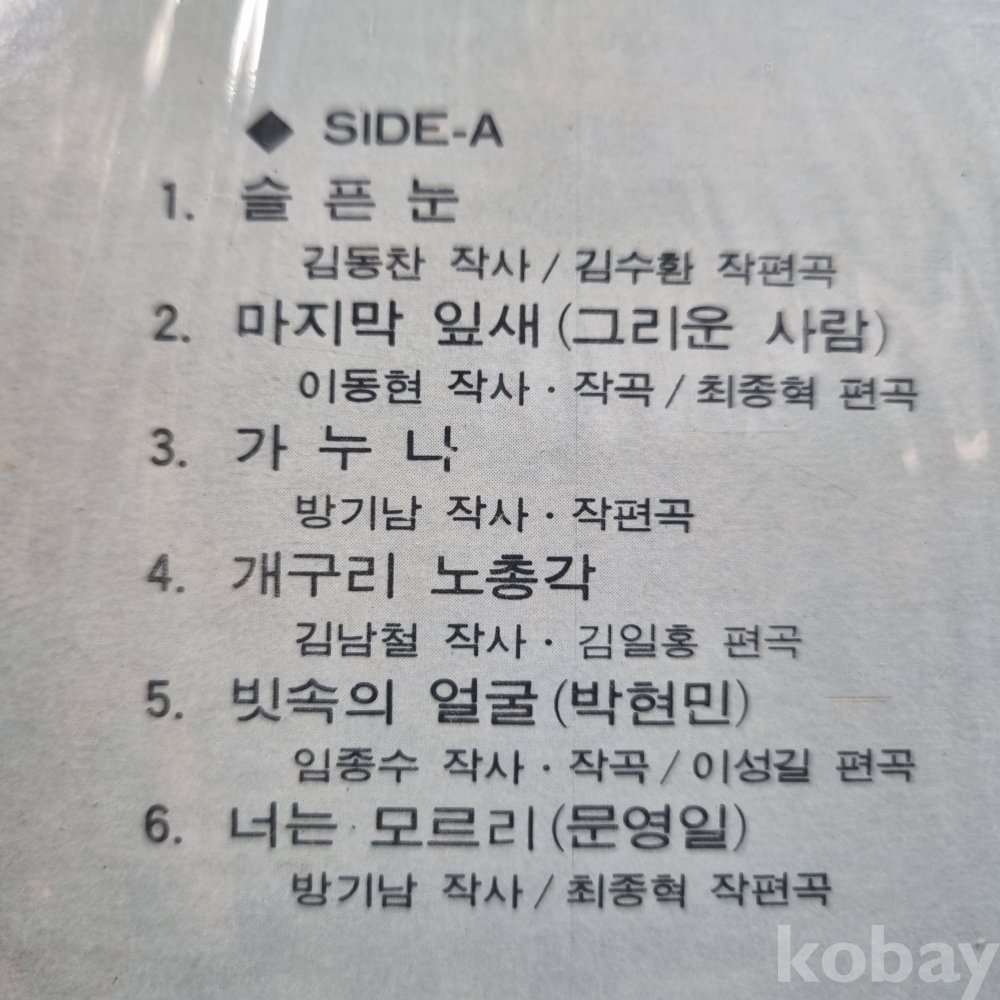 ◆ SIDE-A
1. 슬픈눈
김동찬 작사 / 김수환 작편곡
2. 마지막 잎새 (그리운 사람)
이동현 작사 · 작곡 / 최종혁 편곡
3. 가누나
방기남 작사 · 작편곡
4. 개구리 노총각
김남철 작사 · 김일홍 편곡
5. 빗속의 얼굴 (박현민)
임종수 작사 · 작곡 / 이성길 편곡
6. 너는 모르리 (문영일)
방기남 작사 / 최종혁 작편곡
kobay